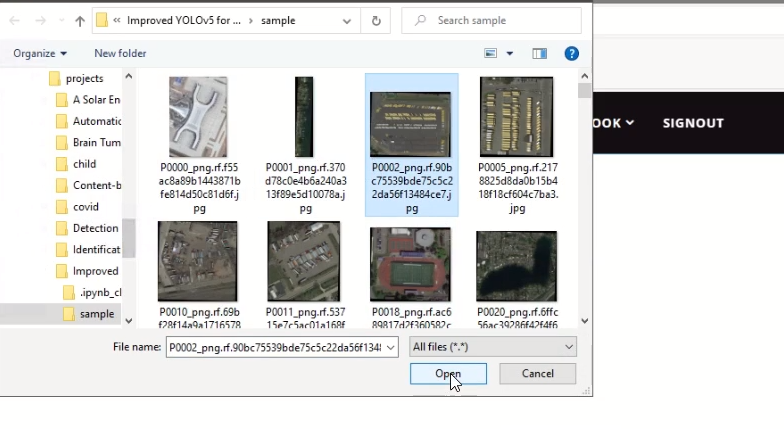 Improved YOLOv5 for ... › sample
Search sample
Organize
New folder
?
projects
A Solar En
Automatic
Brain Tum
child
Content-b
covid
Detection
Identificat
Improved
.ipynb_cl
sample
P0000_png.rf.f55
ac8a89b1443871b
fe814d50c81d6f.j
pg
P0001_png.rf.370
d78c0e4b6a240a3
13f89e5d10078a.j
pg
P0002_png.rf.90b
c75539bde75c5c2
2da56f13484ce7.j
pg
P0005_png.rf.217
8825d8da0b15b4
18f18cf604c7ba3.
jpg
P0010_png.rf.69b
f28f14a9a1716578
P0011_png.rf.537
15e7c5ac01a168f
P0018_png.rf.ac6
689817d2f360582c
P0020_png.rf.6ffc
56ac39286f42f4f6
File name:
P0002_png.rf.90bc75539bde75c5c22da56f1348
All files (*.*)
Open
Cancel
OOK
SIGNOUT